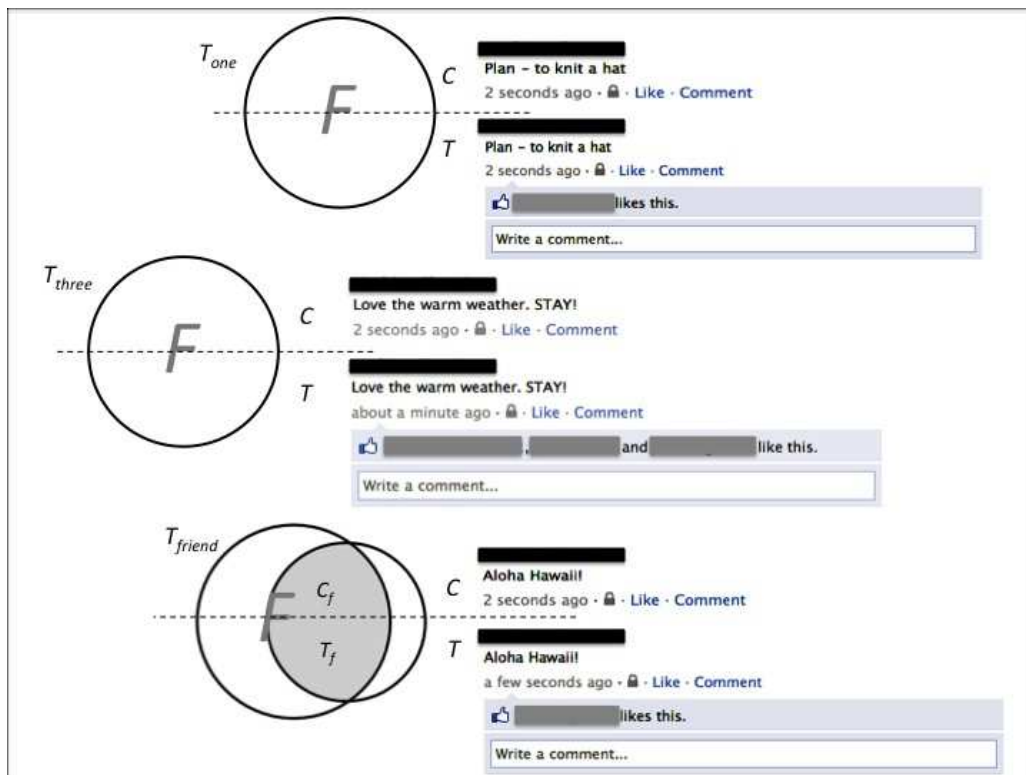 T_one
F
C
Plan - to knit a hat
2 seconds ago · Like · Comment
T
Plan - to knit a hat
2 seconds ago · Like · Comment
likes this.
Write a comment...
T_three
F
C
Love the warm weather. STAY!
2 seconds ago · Like · Comment
T
Love the warm weather. STAY!
about a minute ago · Like · Comment
, and like this.
Write a comment...
T_friend
F
C_f
T_f
C
Aloha Hawaii!
2 seconds ago · Like · Comment
T
Aloha Hawaii!
a few seconds ago · Like · Comment
likes this.
Write a comment...